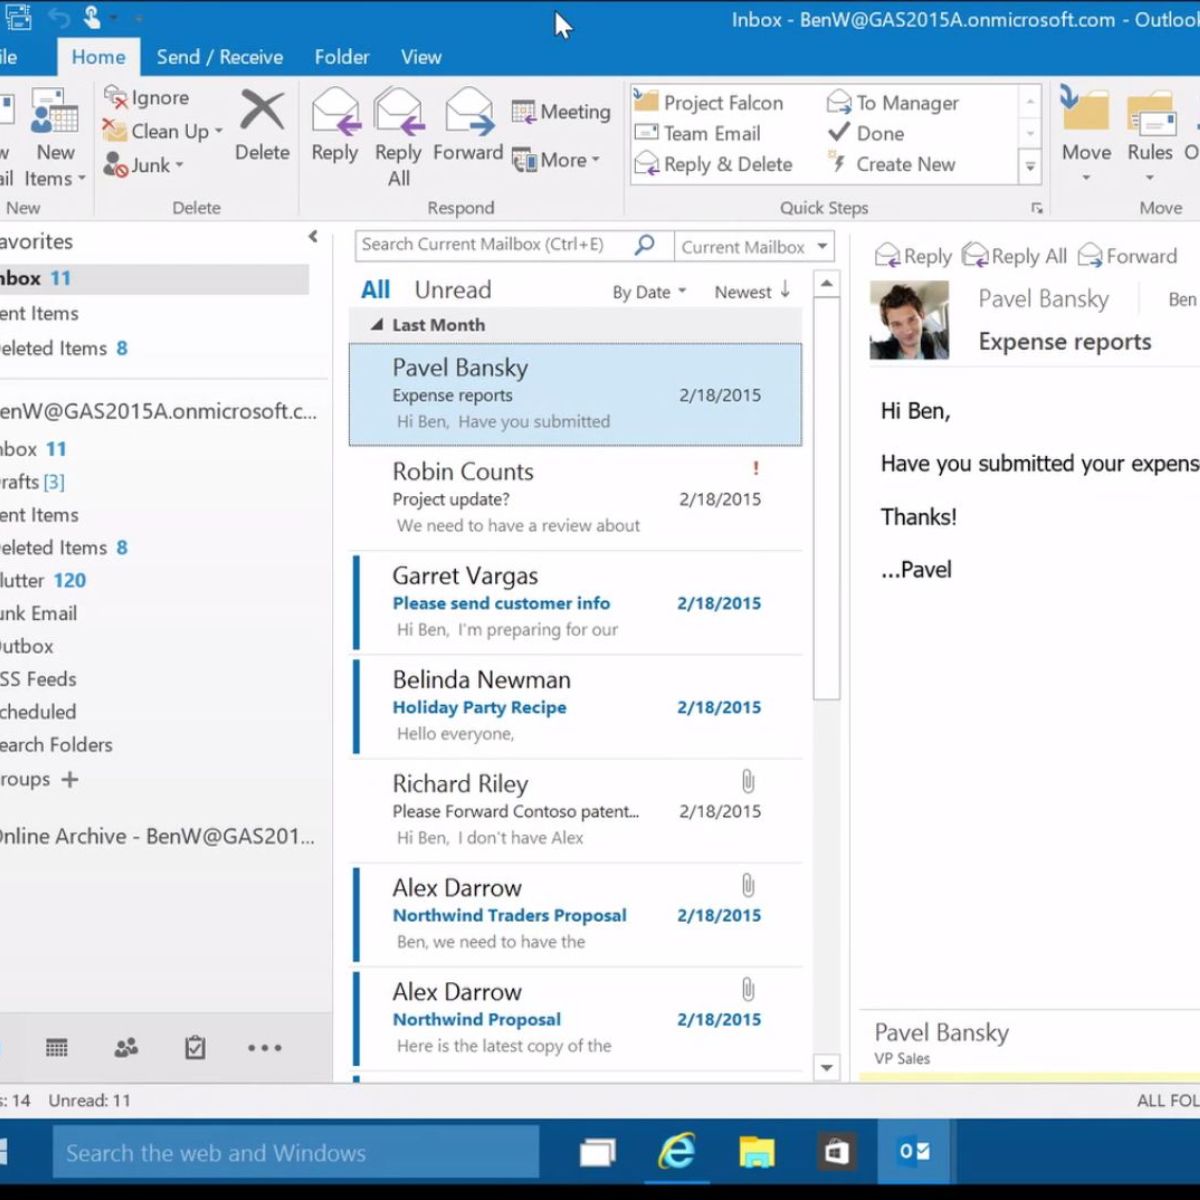 Inbox - BenW@GAS2015A.onmicrosoft.com - Outlook
ile
Home
Send / Receive
Folder
View
w
ail
New
Items
New
Ignore
Clean Up
Junk
Delete
Delete
Reply
Reply
All
Forward
Meeting
More
Respond
Project Falcon
Team Email
Reply & Delete
To Manager
Done
Create New
Quick Steps
Move
Rules
O
Move
avorites
nbox 11
ent Items
eleted Items 8
enW@GAS2015A.onmicrosoft.c...
nbox 11
rafts [3]
ent Items
eleted Items 8
lutter 120
unk Email
utbox
SS Feeds
cheduled
earch Folders
roups +
Online Archive - BenW@GAS201...
Search Current Mailbox (Ctrl+E)
Current Mailbox
All
Unread
By Date
Newest ↓
Last Month
Pavel Bansky
Expense reports 2/18/2015
Hi Ben, Have you submitted
Robin Counts !
Project update? 2/18/2015
We need to have a review about
Garret Vargas
Please send customer info 2/18/2015
Hi Ben, I'm preparing for our
Belinda Newman
Holiday Party Recipe 2/18/2015
Hello everyone,
Richard Riley
Please Forward Contoso patent... 2/18/2015
Hi Ben, I don't have Alex
Alex Darrow
Northwind Traders Proposal 2/18/2015
Ben, we need to have the
Alex Darrow
Northwind Proposal 2/18/2015
Here is the latest copy of the
Reply
Reply All
Forward
Pavel Bansky
Ben
Expense reports
Hi Ben,
Have you submitted your expens
Thanks!
...Pavel
Pavel Bansky
VP Sales
s: 14 Unread: 11
ALL FOL
Search the web and Windows